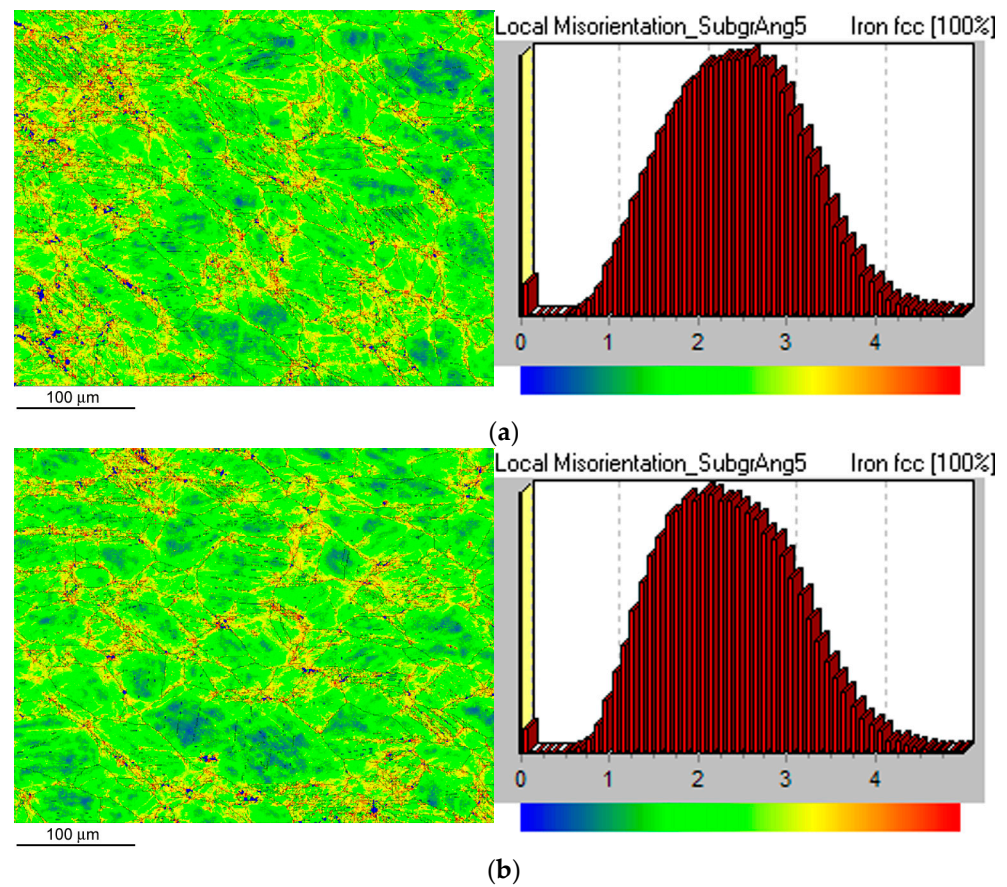 Local Misorientation_SubgrAng5 Iron fcc [100%]
0 1 2 3 4
100 μm
(a)
Local Misorientation_SubgrAng5 Iron fcc [100%]
0 1 2 3 4
100 μm
(b)